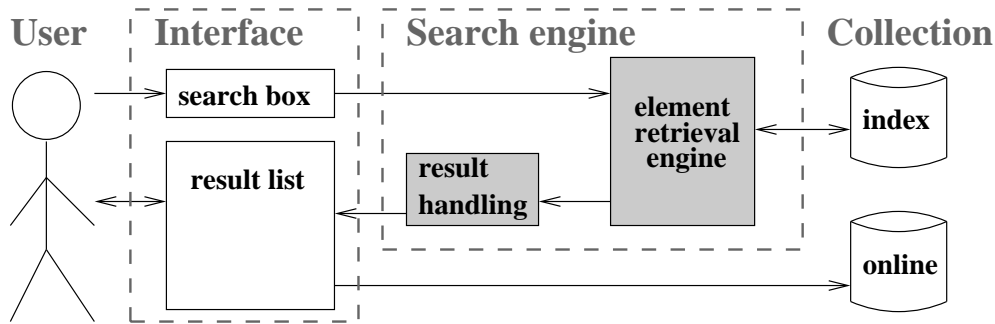 User
Interface
Search engine
Collection
search box
element
retrieval
engine
index
result list
result
handling
online